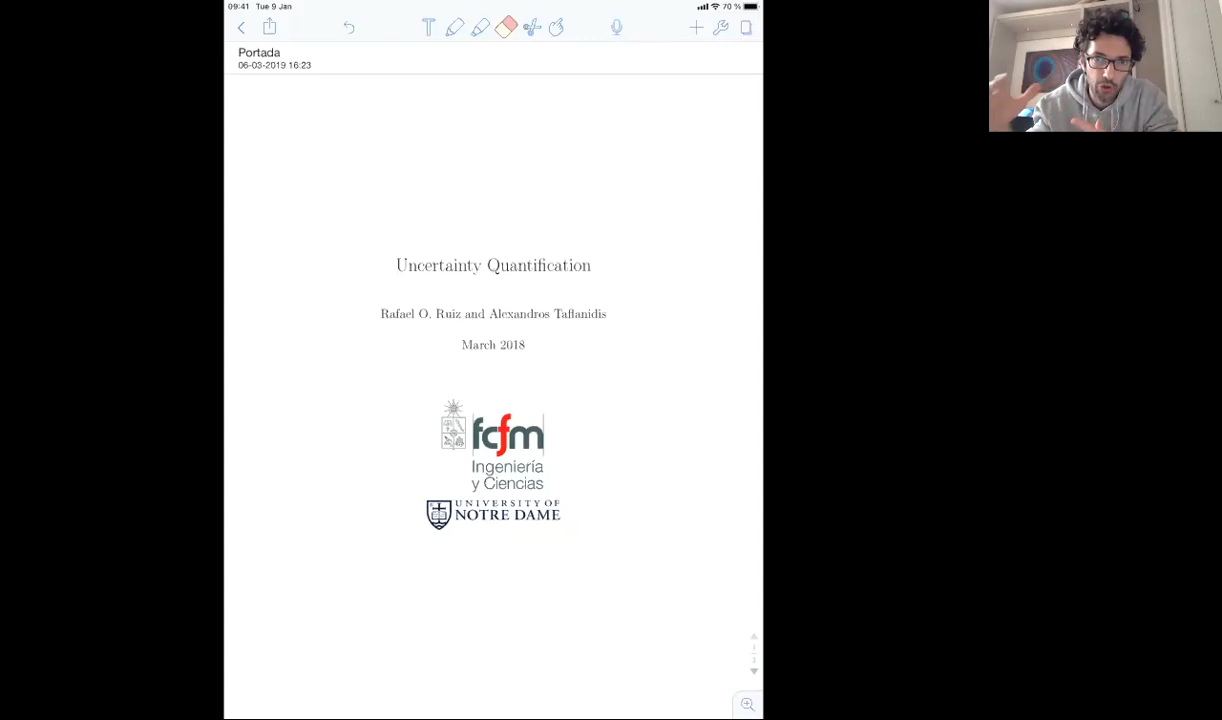 09:41 Tue 9 Jan 70 %
T
Portada
06-03-2019 16:23
Uncertainty Quantification
Rafael O. Ruiz and Alexandros Taflanidis
March 2018
fcfm
Ingeniería
y Ciencias
UNIVERSITY OF
NOTRE DAME